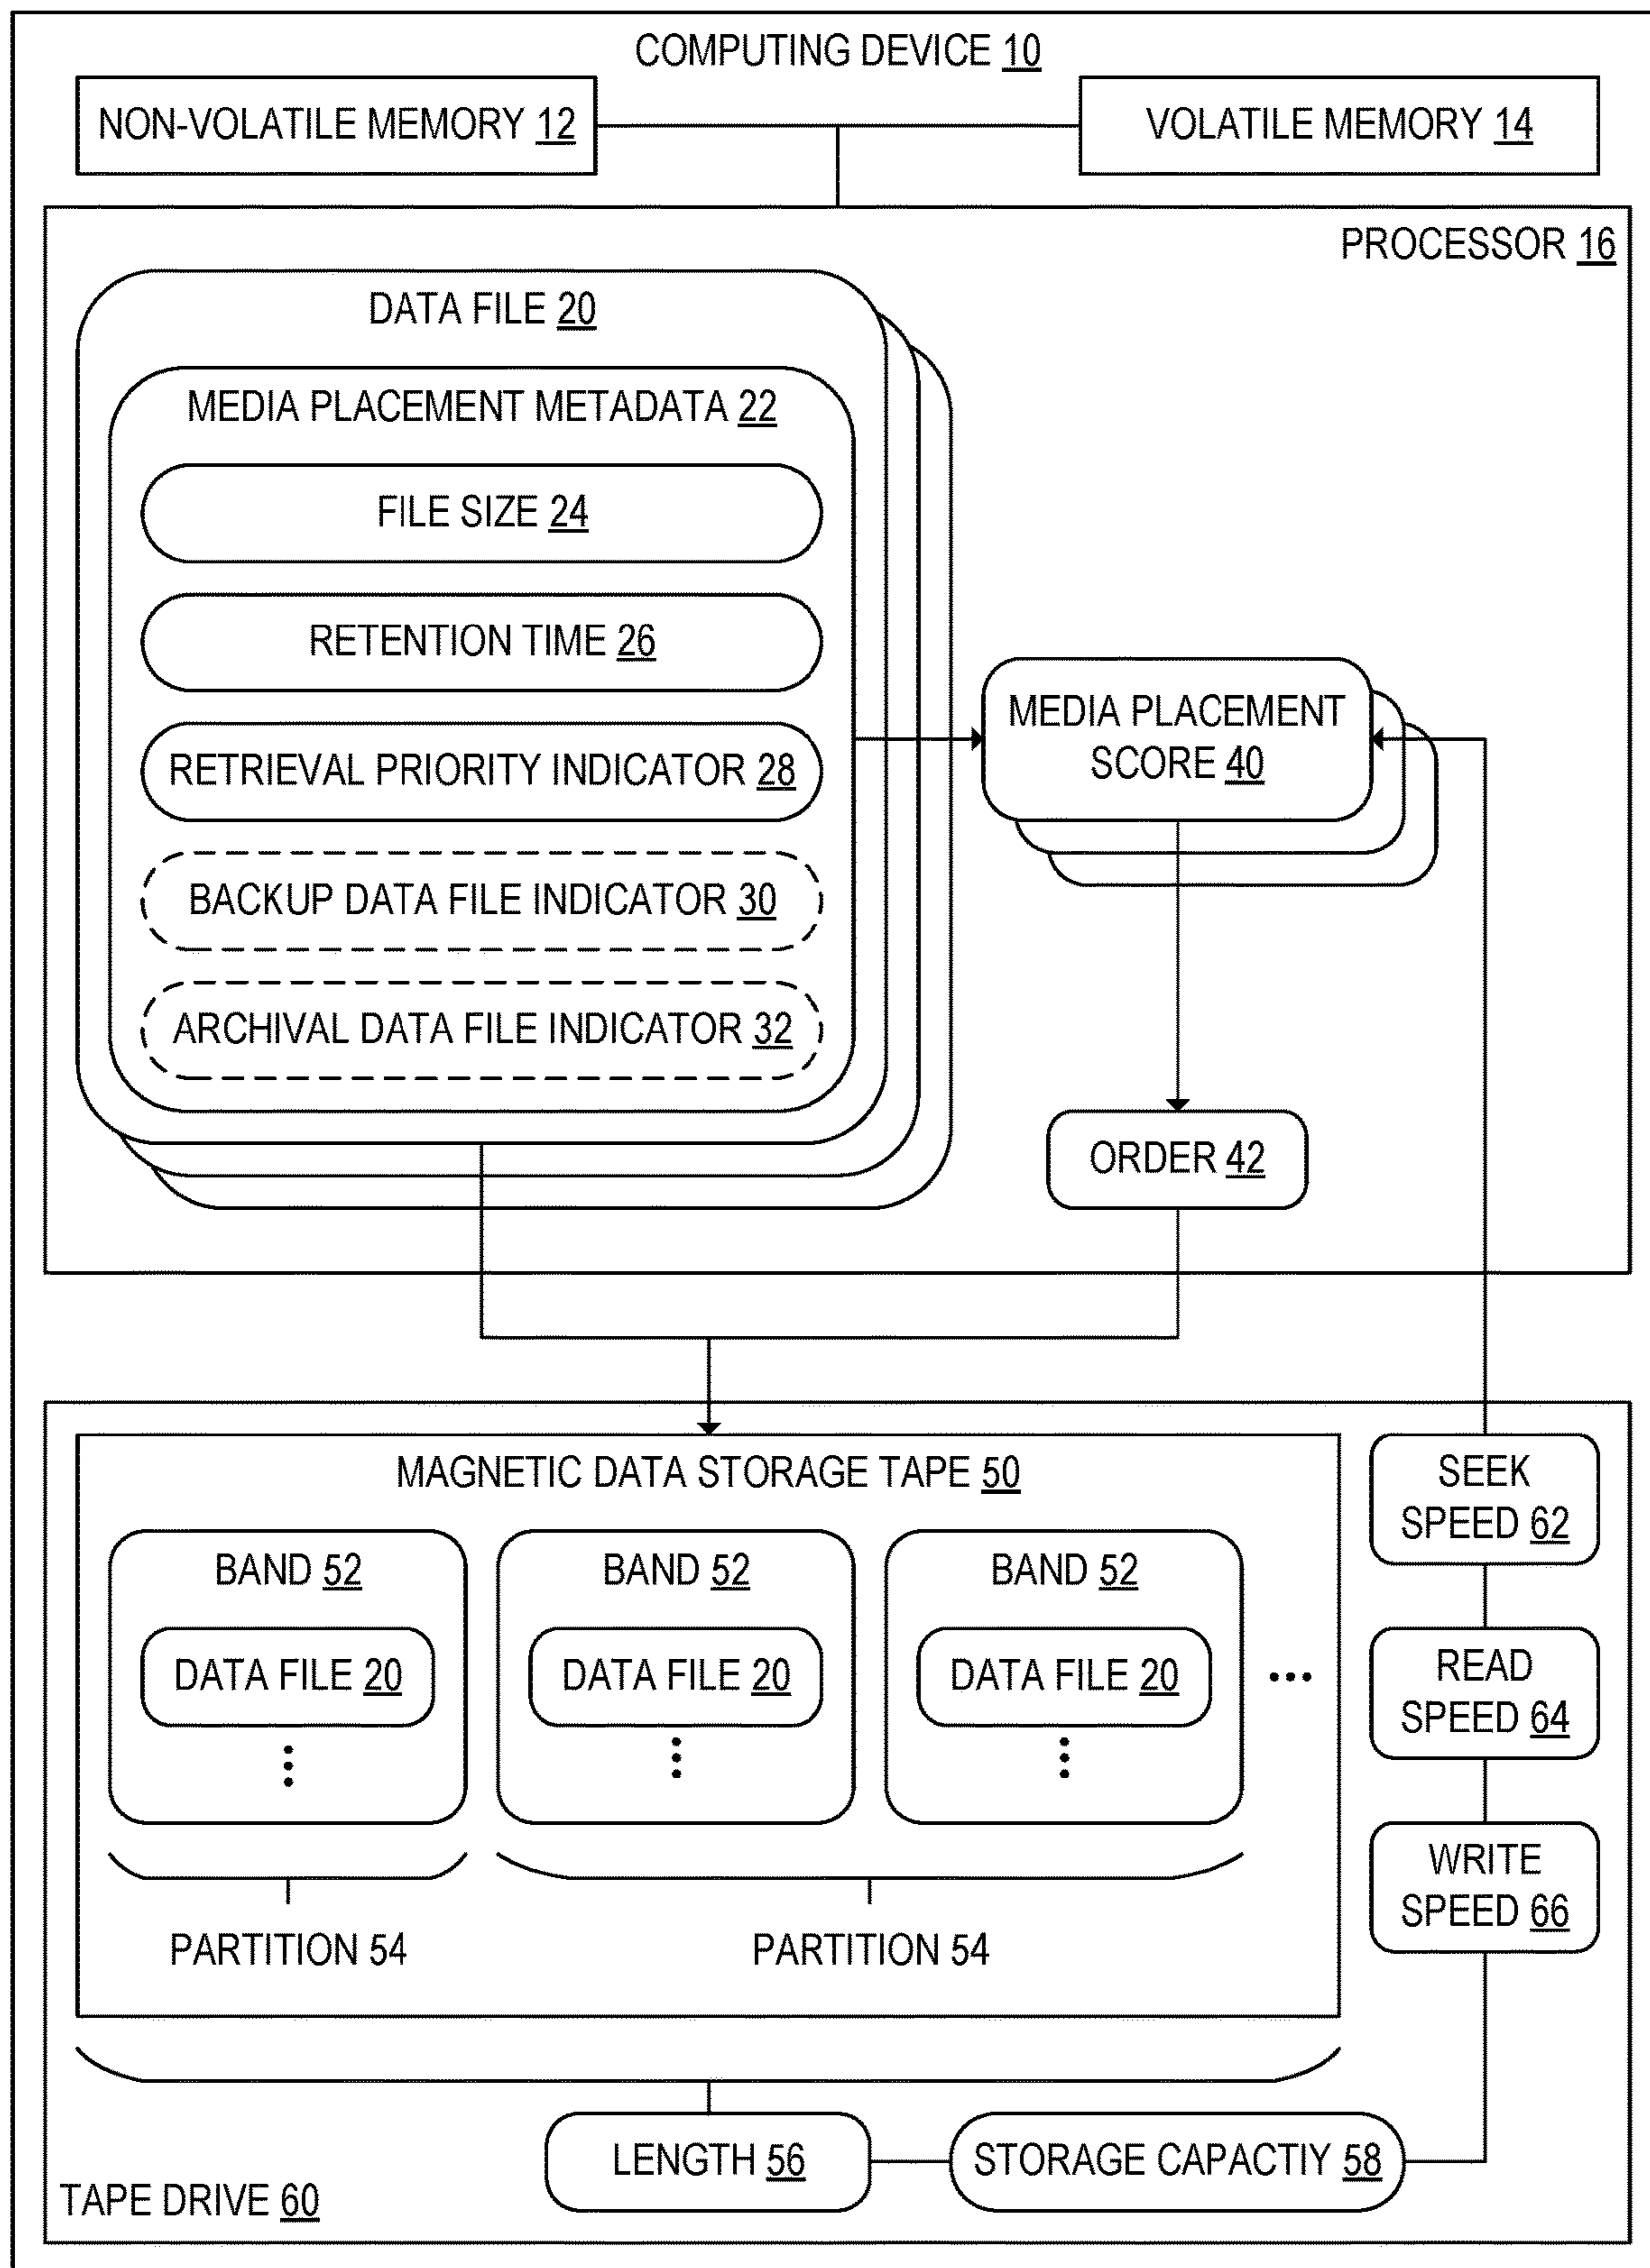 COMPUTING DEVICE 10
NON-VOLATILE MEMORY 12
VOLATILE MEMORY 14
PROCESSOR 16
DATA FILE 20
MEDIA PLACEMENT METADATA 22
FILE SIZE 24
RETENTION TIME 26
RETRIEVAL PRIORITY INDICATOR 28
BACKUP DATA FILE INDICATOR 30
ARCHIVAL DATA FILE INDICATOR 32
MEDIA PLACEMENT
SCORE 40
ORDER 42
MAGNETIC DATA STORAGE TAPE 50
BAND 52
DATA FILE 20
BAND 52
DATA FILE 20
BAND 52
DATA FILE 20
...
PARTITION 54
PARTITION 54
SEEK
SPEED 62
READ
SPEED 64
WRITE
SPEED 66
LENGTH 56
STORAGE CAPACTIY 58
TAPE DRIVE 60